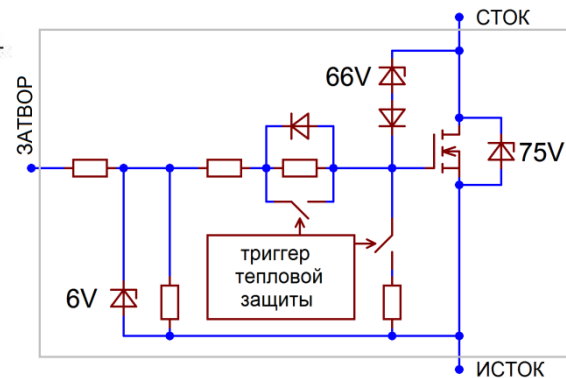 СТОК
66V
ЗАТВОР
75V
триггер
тепловой
защиты
6V
ИСТОК